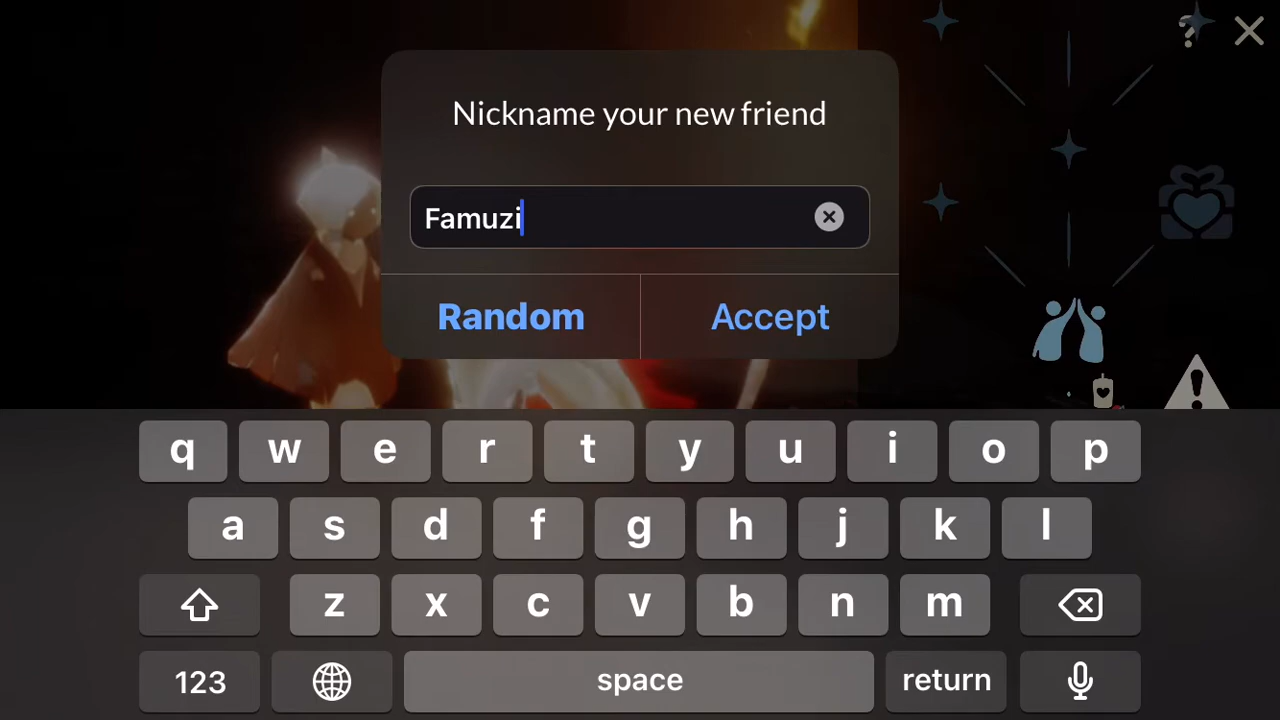 ?
Nickname your new friend
Famuzi
Random Accept
q w e r t y u i o p
a s d f g h j k l
z x c v b n m
123 space return